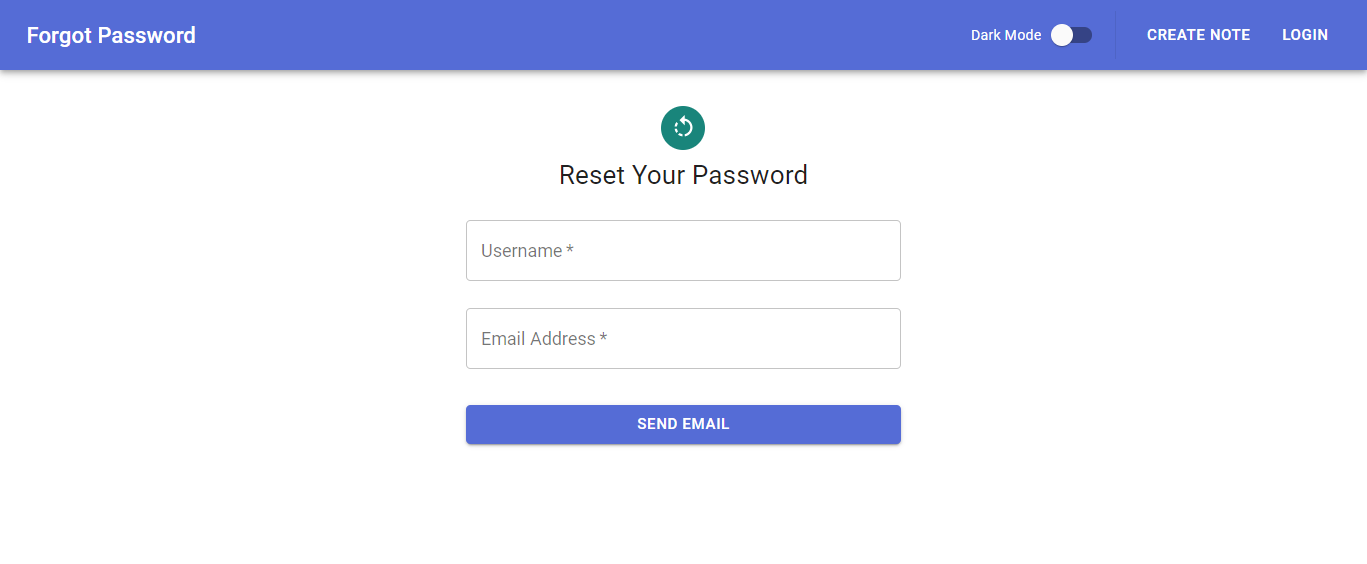 Forgot Password
Dark Mode
CREATE NOTE
LOGIN
Reset Your Password
Username *
Email Address *
SEND EMAIL